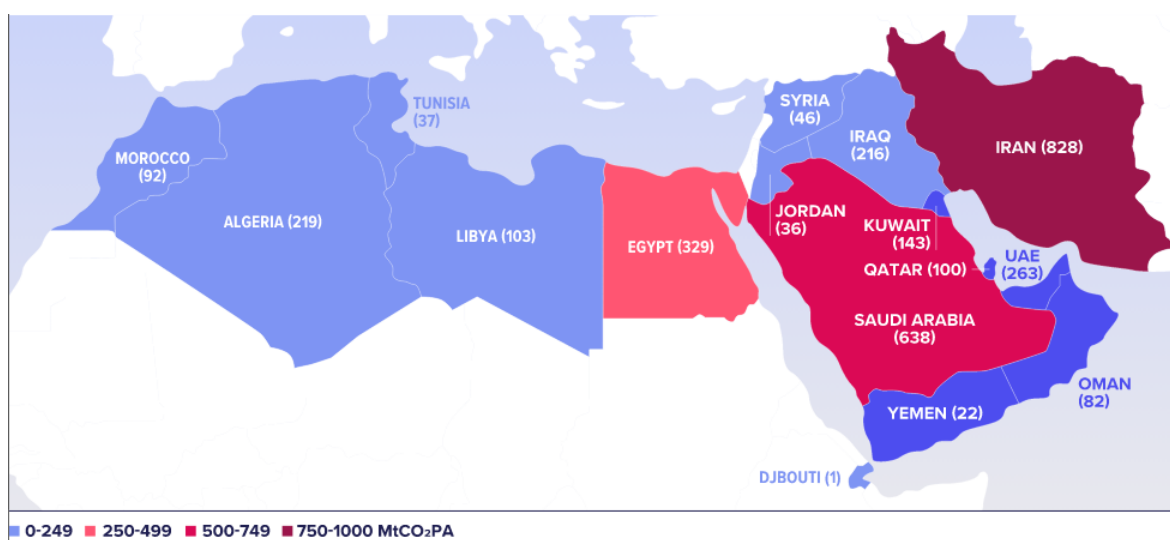 TUNISIA
(37)
SYRIA
(46)
IRAQ
(216)
IRAN (828)
MOROCCO
(92)
ALGERIA (219)
LIBYA (103)
EGYPT (329)
JORDAN
(36)
KUWAIT
(143)
QATAR (100)
UAE
(263)
SAUDI ARABIA
(638)
OMAN
(82)
YEMEN (22)
DJBOUTI (1)
0-249 250-499 500-749 750-1000 MtCO₂PA